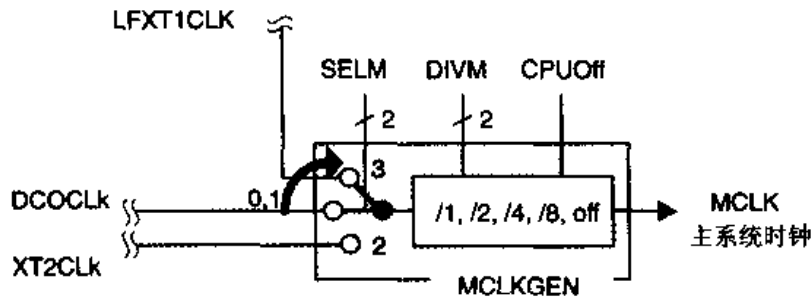 LFXT1CLK
SELM DIVM CPUOff
2 2
3
DCOCLk 0,1
/1, /2, /4, /8, off
MCLK
主系统时钟
2
XT2CLk
MCLKGEN